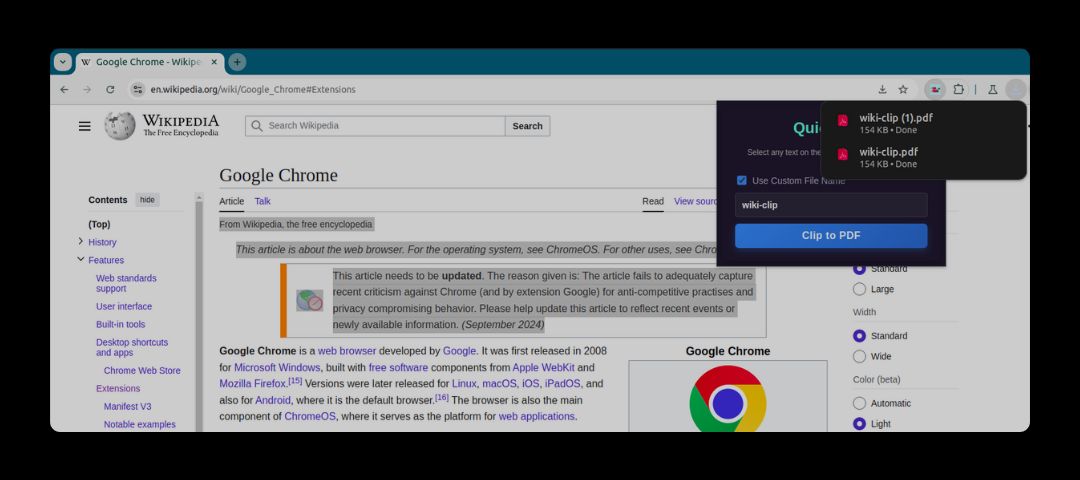 Google Chrome - Wikipe
en.wikipedia.org/wiki/Google_Chrome#Extensions
WIKIPEDIA
The Free Encyclopedia
Search Wikipedia
Search
Contents
hide
(Top)
History
Features
Web standards
support
User interface
Built-in tools
Desktop shortcuts
and apps
Chrome Web Store
Extensions
Manifest V3
Notable examples
Google Chrome
Article
Talk
Read
View sourc
From Wikipedia, the free encyclopedia
This article is about the web browser. For the operating system, see ChromeOS. For other uses, see Chro
This article needs to be updated. The reason given is: The article fails to adequately capture
recent criticism against Chrome (and by extension Google) for anti-competitive practises and
privacy compromising behavior. Please help update this article to reflect recent events or
newly available information. (September 2024)
Google Chrome is a web browser developed by Google. It was first released in 2008
for Microsoft Windows, built with free software components from Apple WebKit and
Mozilla Firefox.[15] Versions were later released for Linux, macOS, iOS, iPadOS, and
also for Android, where it is the default browser.[16] The browser is also the main
component of ChromeOS, where it serves as the platform for web applications.
Google Chrome
Qui
Select any text on the
Use Custom File Name
wiki-clip
Clip to PDF
wiki-clip (1).pdf
154 KB • Done
wiki-clip.pdf
154 KB • Done
Standard
Large
Width
Standard
Wide
Color (beta)
Automatic
Light